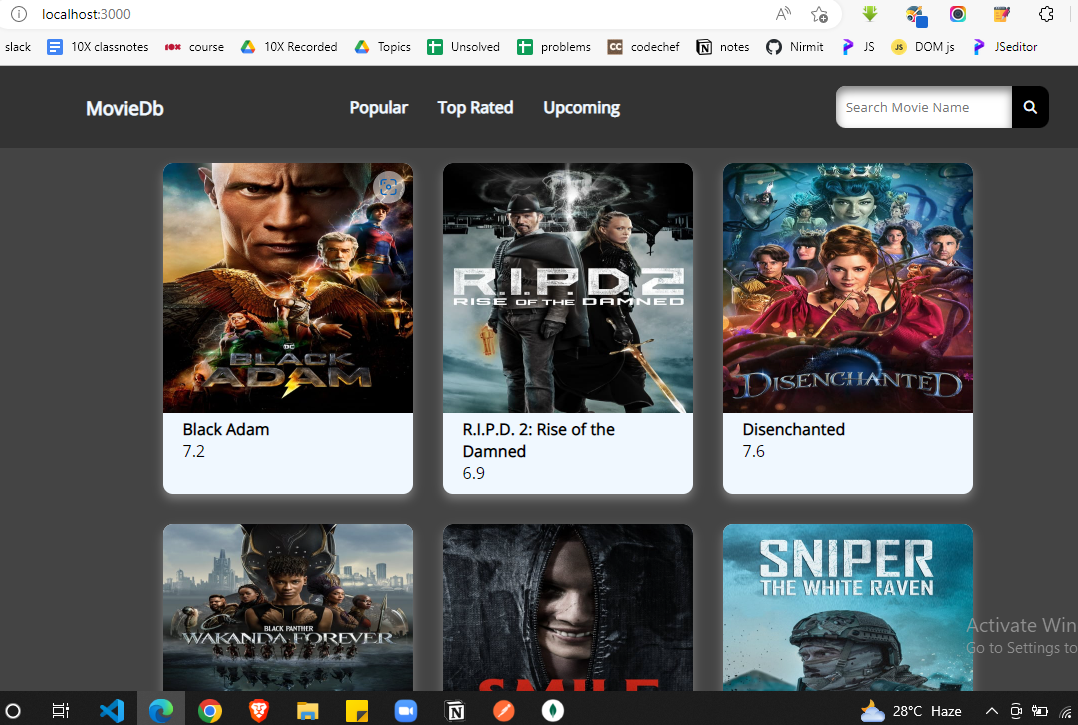 localhost:3000
slack
10X classnotes
course
10X Recorded
Topics
Unsolved
problems
codechef
notes
Nirmit
JS
DOM js
JSeditor
MovieDb
Popular
Top Rated
Upcoming
Search Movie Name
DC
BLACK
ADAM
R.I.P.D.2
RISE OF THE DAMNED
DISENCHANTED
Black Adam
7.2
R.I.P.D. 2: Rise of the
Damned
6.9
Disenchanted
7.6
BLACK PANTHER
WAKANDA FOREVER
SMILE
SNIPER
THE WHITE RAVEN
Activate Win
Go to Settings to
28°C Haze